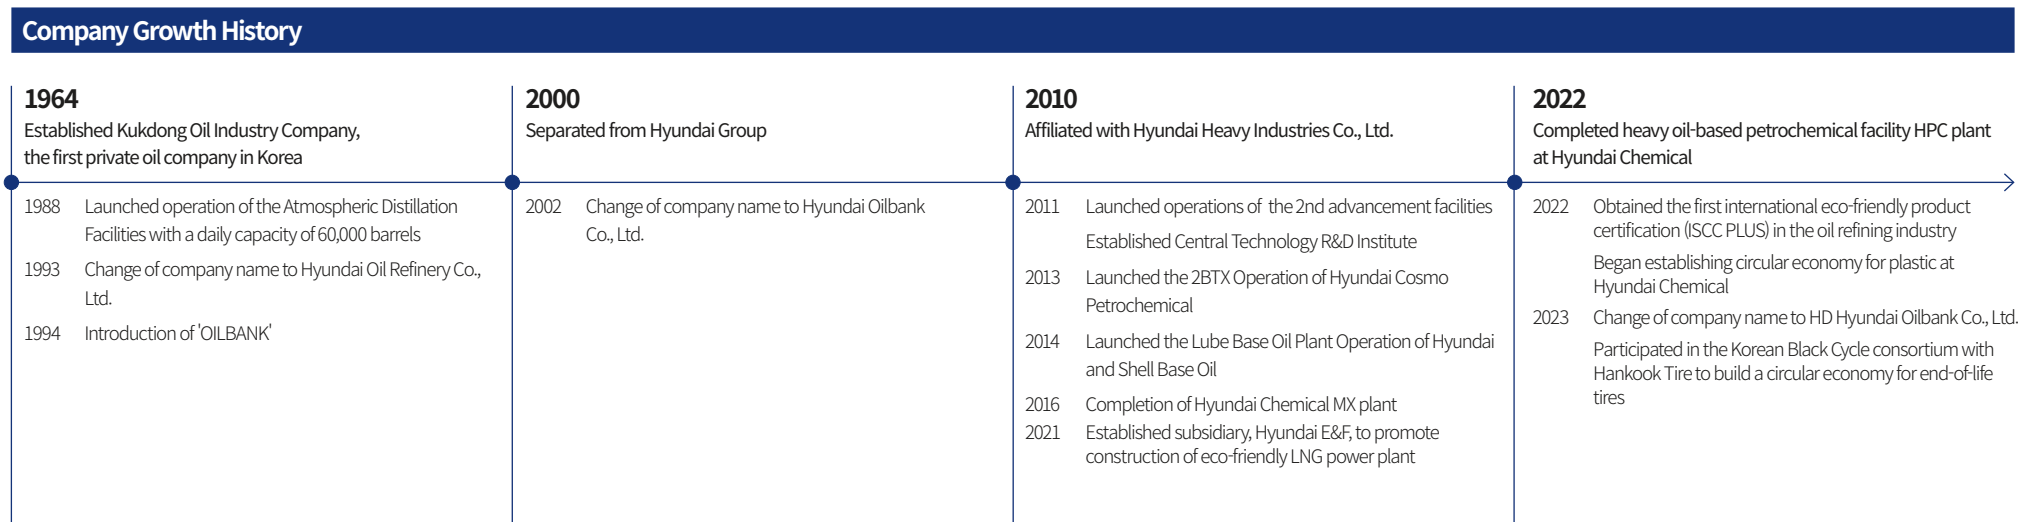 Company Growth History
1964
Established Kukdong Oil Industry Company,
the first private oil company in Korea
1988 Launched operation of the Atmospheric Distillation
Facilities with a daily capacity of 60,000 barrels
1993 Change of company name to Hyundai Oil Refinery Co.,
Ltd.
1994 Introduction of 'OILBANK'
2000
Separated from Hyundai Group
2002 Change of company name to Hyundai Oilbank
Co., Ltd.
2010
Affiliated with Hyundai Heavy Industries Co., Ltd.
2011 Launched operations of the 2nd advancement facilities
Established Central Technology R&D Institute
2013 Launched the 2BTX Operation of Hyundai Cosmo
Petrochemical
2014 Launched the Lube Base Oil Plant Operation of Hyundai
and Shell Base Oil
2016 Completion of Hyundai Chemical MX plant
2021 Established subsidiary, Hyundai E&F, to promote
construction of eco-friendly LNG power plant
2022
Completed heavy oil-based petrochemical facility HPC plant
at Hyundai Chemical
2022 Obtained the first international eco-friendly product
certification (ISCC PLUS) in the oil refining industry
Began establishing circular economy for plastic at
Hyundai Chemical
2023 Change of company name to HD Hyundai Oilbank Co., Ltd.
Participated in the Korean Black Cycle consortium with
Hankook Tire to build a circular economy for end-of-life
tires